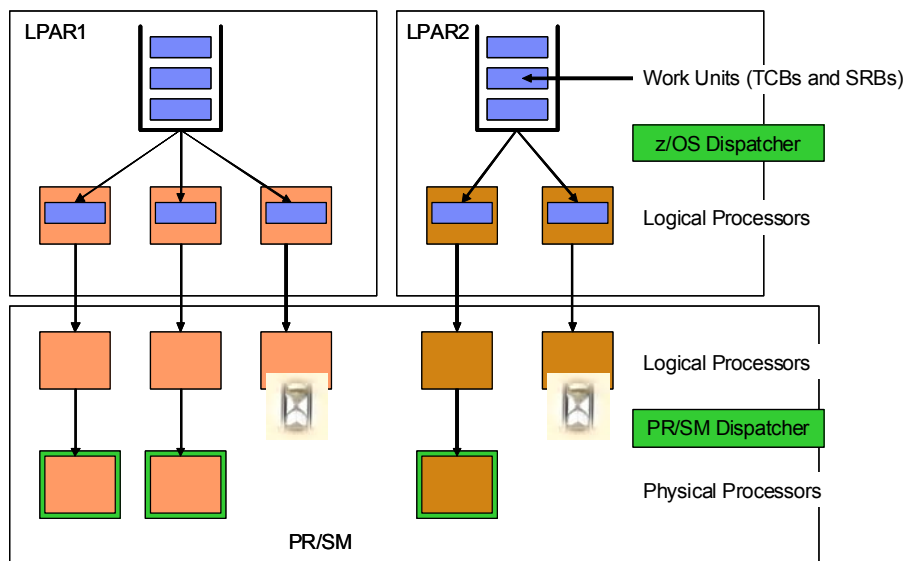 LPAR1
LPAR2
Work Units (TCBs and SRBs)
z/OS Dispatcher
Logical Processors
Logical Processors
PR/SM Dispatcher
Physical Processors
PR/SM